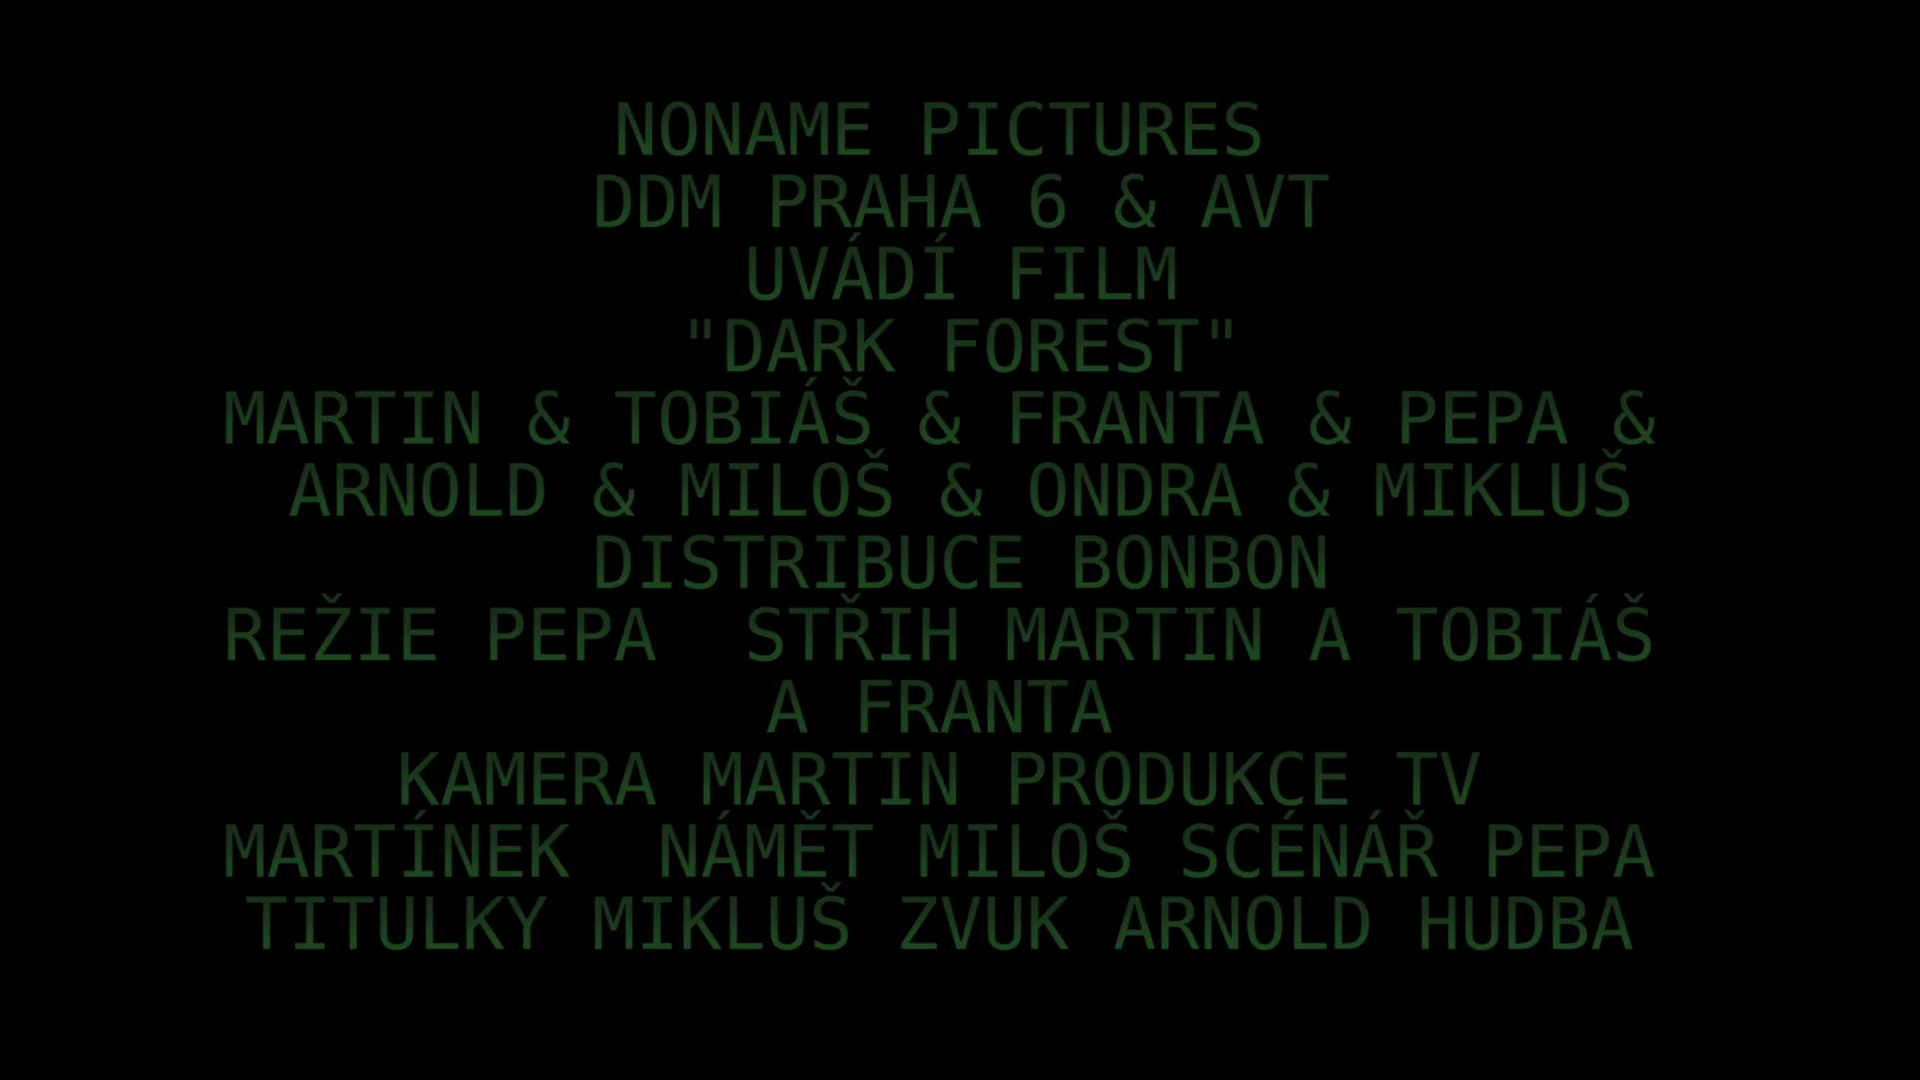 NONAME PICTURES
DDM PRAHA 6 & AVT
UVÁDÍ FILM
"DARK FOREST"
MARTIN & TOBIÁŠ & FRANTA & PEPA &
ARNOLD & MILOŠ & ONDRA & MIKLUŠ
DISTRIBUCE BONBON
REŽIE PEPA  STŘIH MARTIN A TOBIÁŠ
A FRANTA
KAMERA MARTIN PRODUKCE TV
MARTÍNEK  NÁMĚT MILOŠ SCÉNÁŘ PEPA
TITULKY MIKLUŠ ZVUK ARNOLD HUDBA